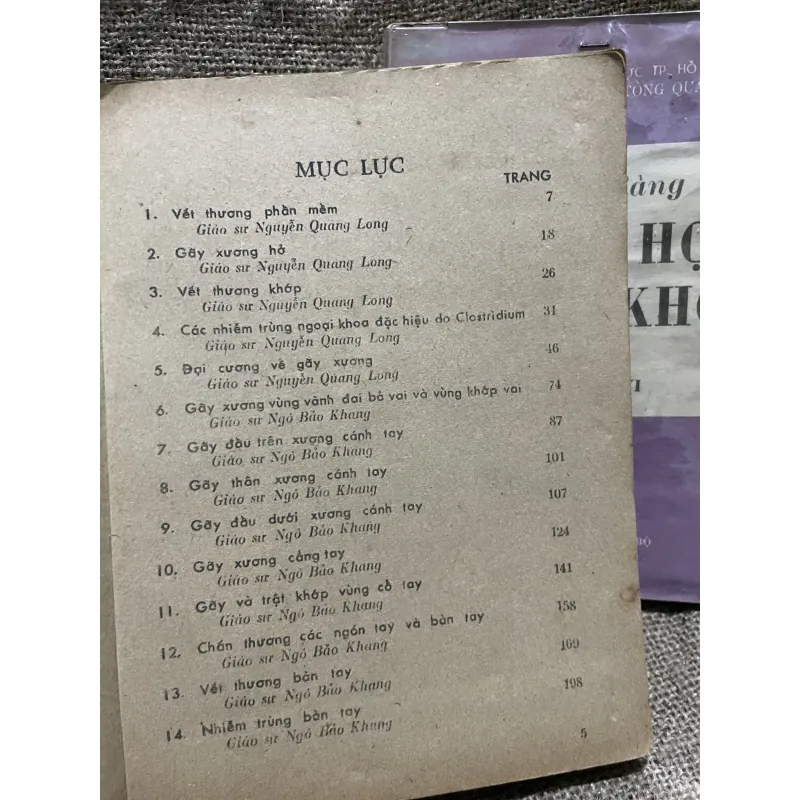 MỤC LỤC
TRANG
1. Vết thương phần mềm 7
Giáo sư Nguyễn Quang Long
2. Gãy xương hở 18
Giáo sư Nguyễn Quang Long
3. Vết thương khớp 26
Giáo sư Nguyễn Quang Long
4. Các nhiễm trùng ngoại khoa đặc hiệu do Clostridium 31
Giáo sư Nguyễn Quang Long
5. Đại cương về gãy xương 46
Giáo sư Nguyễn Quang Long
6. Gãy xương vùng vành đai bả vai và vùng khớp vai 74
Giáo sư Ngô Bảo Khang
7. Gãy đầu trên xương cánh tay 87
Giáo sư Ngô Bảo Khang
8. Gãy thân xương cánh tay 101
Giáo sư Ngô Bảo Khang
9. Gãy đầu dưới xương cánh tay 107
Giáo sư Ngô Bảo Khang
10. Gãy xương cẳng tay 124
Giáo sư Ngô Bảo Khang
11. Gãy và trật khớp vùng cổ tay 141
Giáo sư Ngô Bảo Khang
12. Chấn thương các ngón tay và bàn tay 158
Giáo sư Ngô Bảo Khang
13. Vết thương bàn tay 169
Giáo sư Ngô Bảo Khang
14. Nhiễm trùng bàn tay 198
Giáo sư Ngô Bảo Khang
5
TP. HỒ